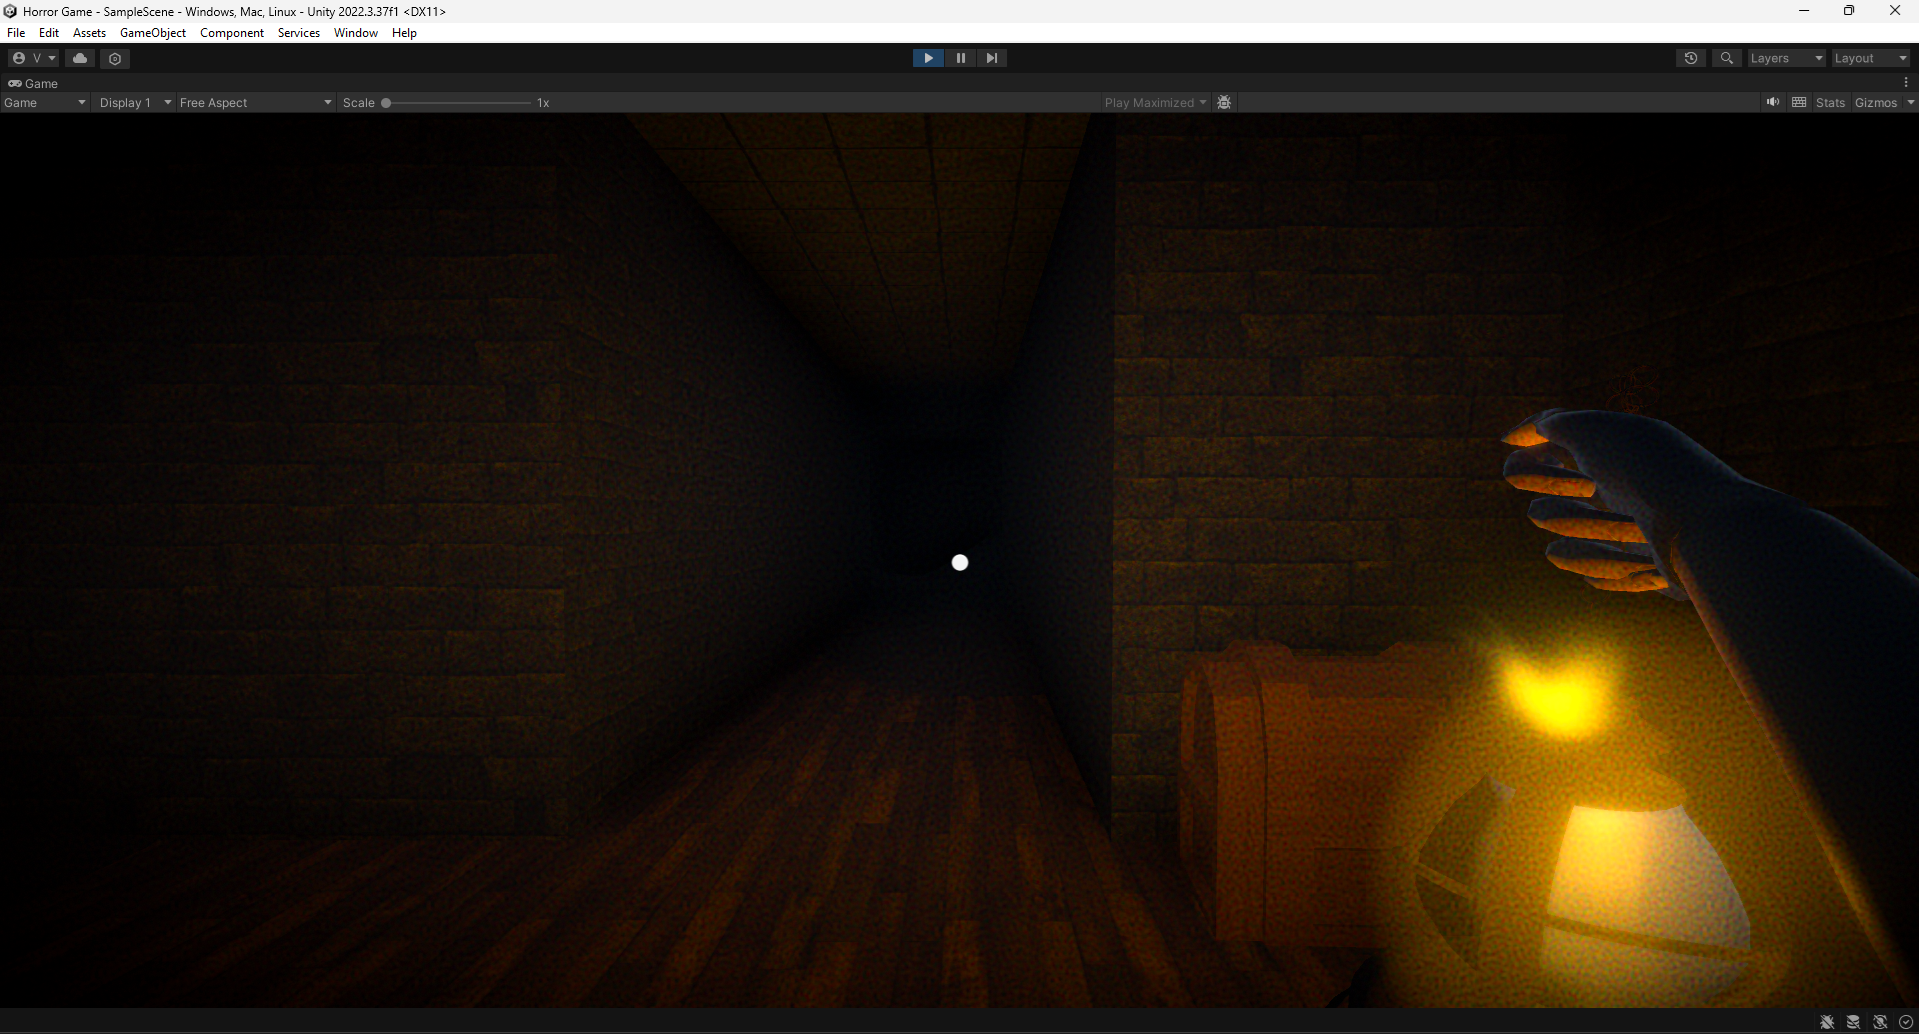 Horror Game - SampleScene - Windows, Mac, Linux - Unity 2022.3.37f1 <DX11>
File Edit Assets GameObject Component Services Window Help
V Layers Layout
Game
Game Display 1 Free Aspect Scale 1x Play Maximized Stats Gizmos